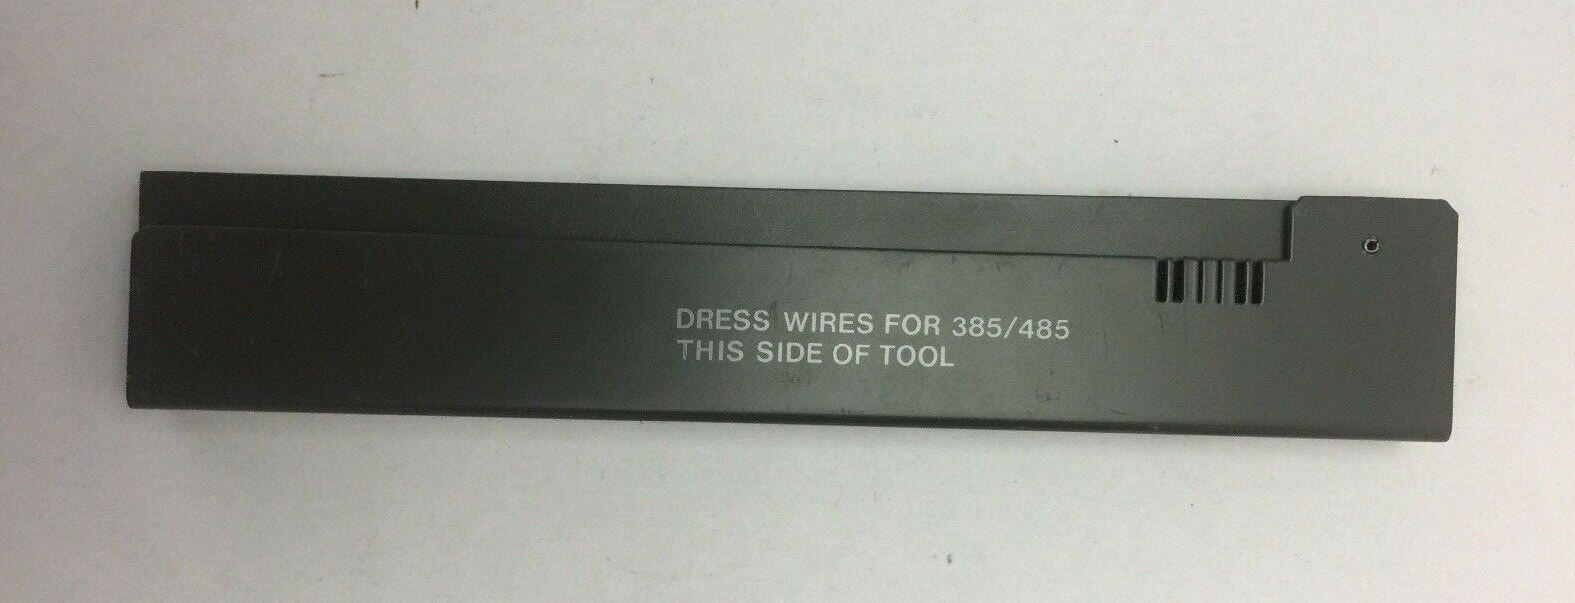 DRESS WIRES FOR 385/485
THIS SIDE OF TOOL